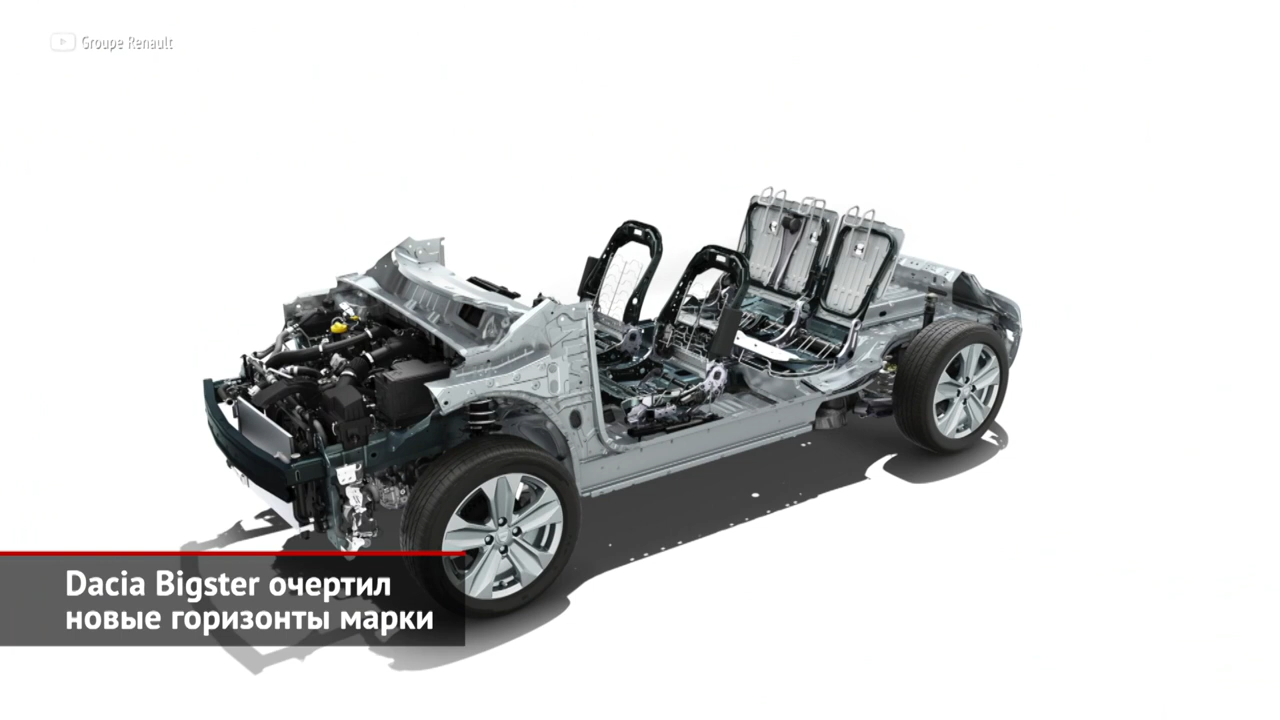 Groupe Renault
Dacia Bigster очертил
новые горизонты марки